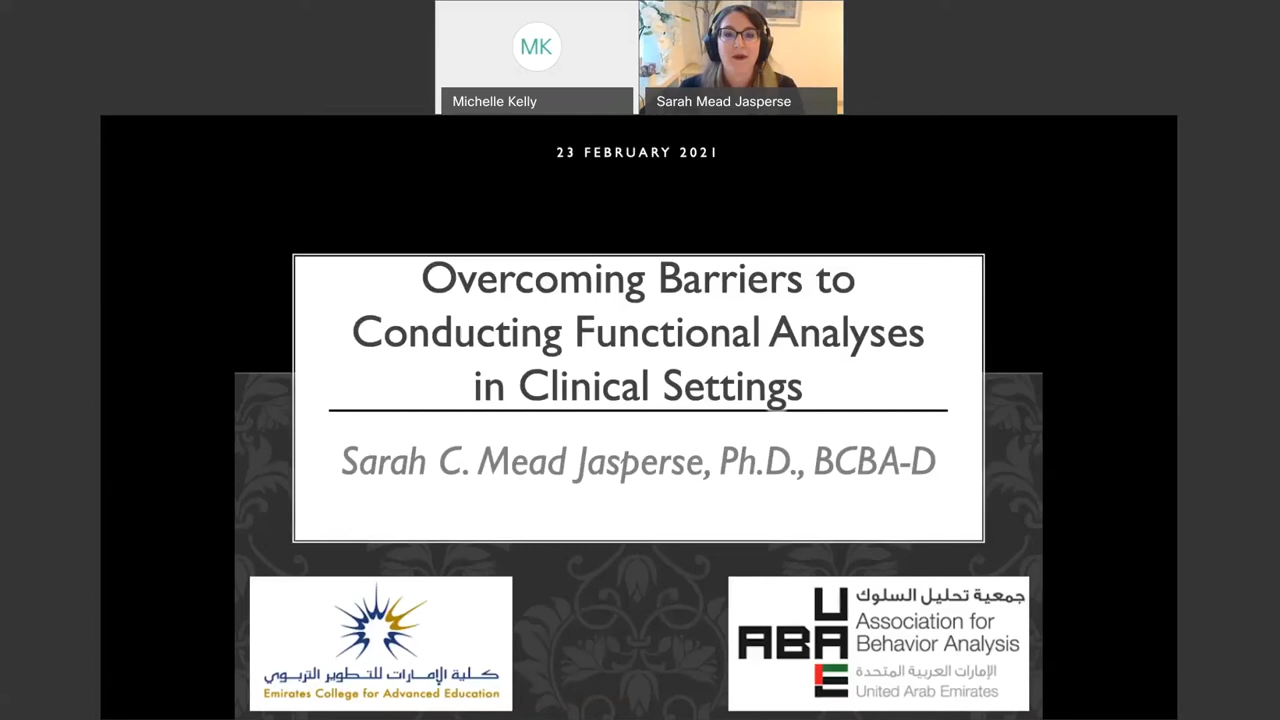 MK
Michelle Kelly
Sarah Mead Jasperse
23 FEBRUARY 2021
Overcoming Barriers to
Conducting Functional Analyses
in Clinical Settings
Sarah C. Mead Jasperse, Ph.D., BCBA-D
كلية الإمارات للتطوير التربوي
Emirates College for Advanced Education
U
ABA
E
جمعية تحليل السلوك
Association for
Behavior Analysis
الإمارات العربية المتحدة
United Arab Emirates